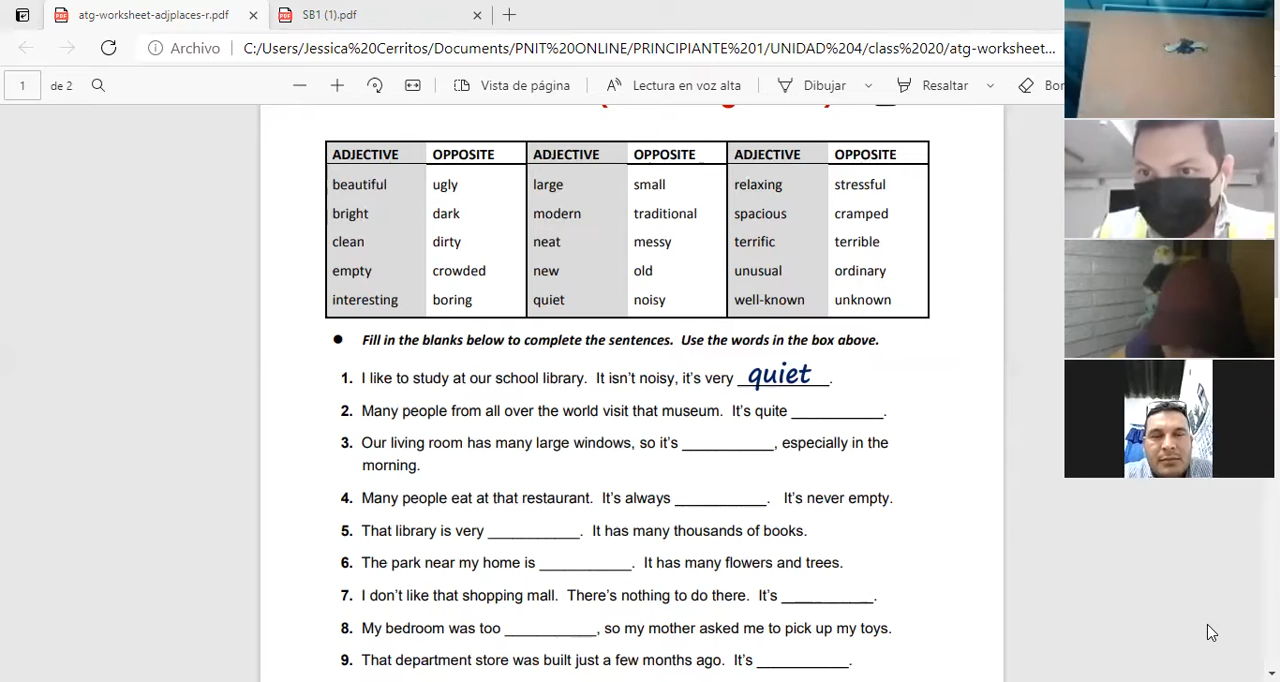 atg-worksheet-adjplaces-r.pdf
SB1 (1).pdf
Archivo C:/Users/Jessica%20Cerritos/Documents/PNIT%20ONLINE/PRINCIPIANTE%201/UNIDAD%204/class%2020/atg-worksheet...
1 de 2 Vista de página Lectura en voz alta Dibujar Resaltar Bor
ADJECTIVE OPPOSITE ADJECTIVE OPPOSITE ADJECTIVE OPPOSITE
beautiful ugly large small relaxing stressful
bright dark modern traditional spacious cramped
clean dirty neat messy terrific terrible
empty crowded new old unusual ordinary
interesting boring quiet noisy well-known unknown
● Fill in the blanks below to complete the sentences. Use the words in the box above.
1. I like to study at our school library. It isn't noisy, it's very quiet.
2. Many people from all over the world visit that museum. It's quite ___________.
3. Our living room has many large windows, so it's ___________, especially in the
morning.
4. Many people eat at that restaurant. It's always ___________. It's never empty.
5. That library is very ___________. It has many thousands of books.
6. The park near my home is ___________. It has many flowers and trees.
7. I don't like that shopping mall. There's nothing to do there. It's ___________.
8. My bedroom was too ___________, so my mother asked me to pick up my toys.
9. That department store was built just a few months ago. It's ___________.